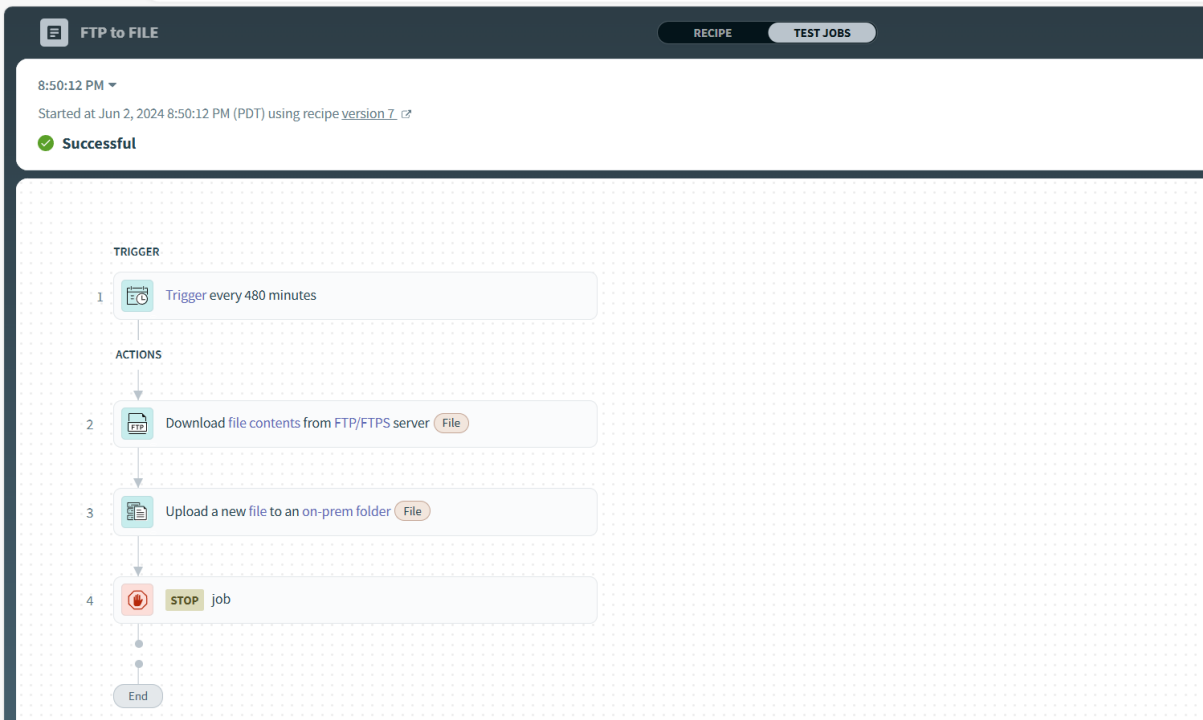 FTP to FILE
RECIPE
TEST JOBS
8:50:12 PM
Started at Jun 2, 2024 8:50:12 PM (PDT) using recipe version 7
Successful
TRIGGER
1 Trigger every 480 minutes
ACTIONS
2 FTP Download file contents from FTP/FTPS server File
3 Upload a new file to an on-prem folder File
4 STOP job
End